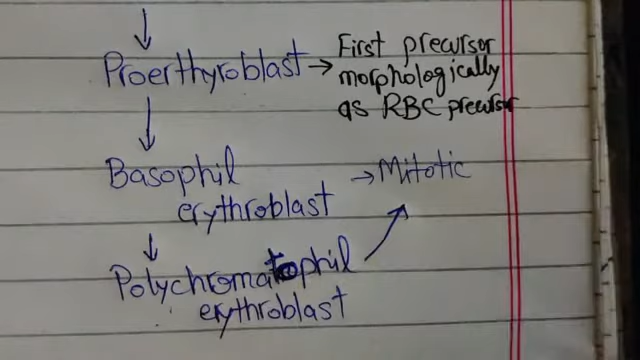 Proerthyroblast → First precursor
morphologically
as RBC precursor
Basophil
erythroblast → Mitotic
Polychromatophil
erythroblast